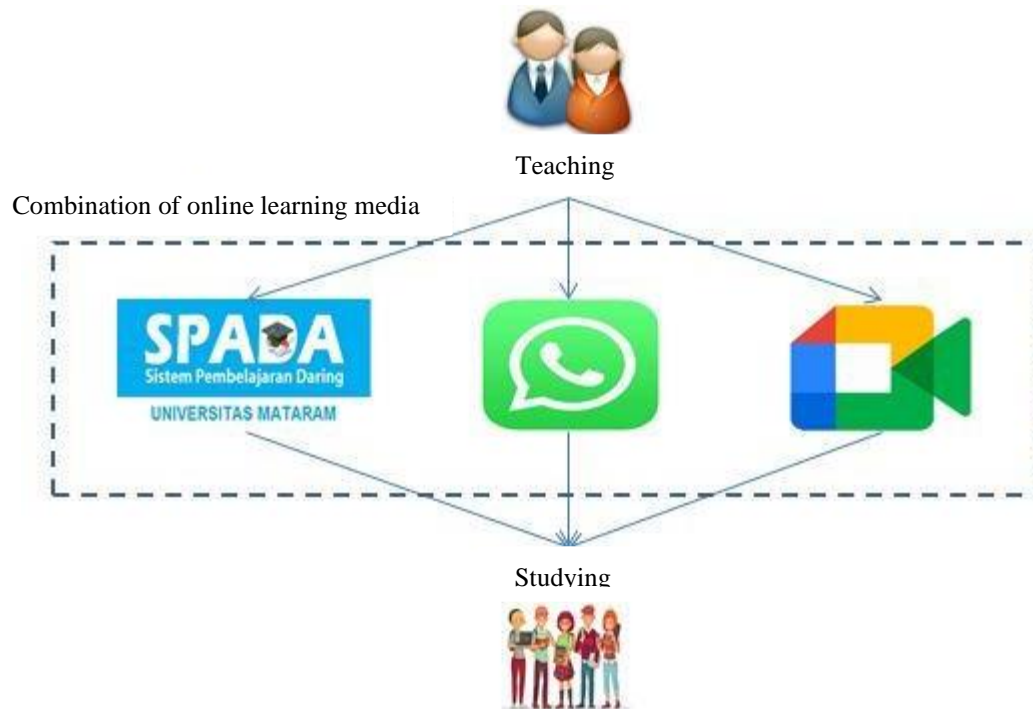 Teaching
Combination of online learning media
SPADA
Sistem Pembelajaran Daring
UNIVERSITAS MATARAM
Studying